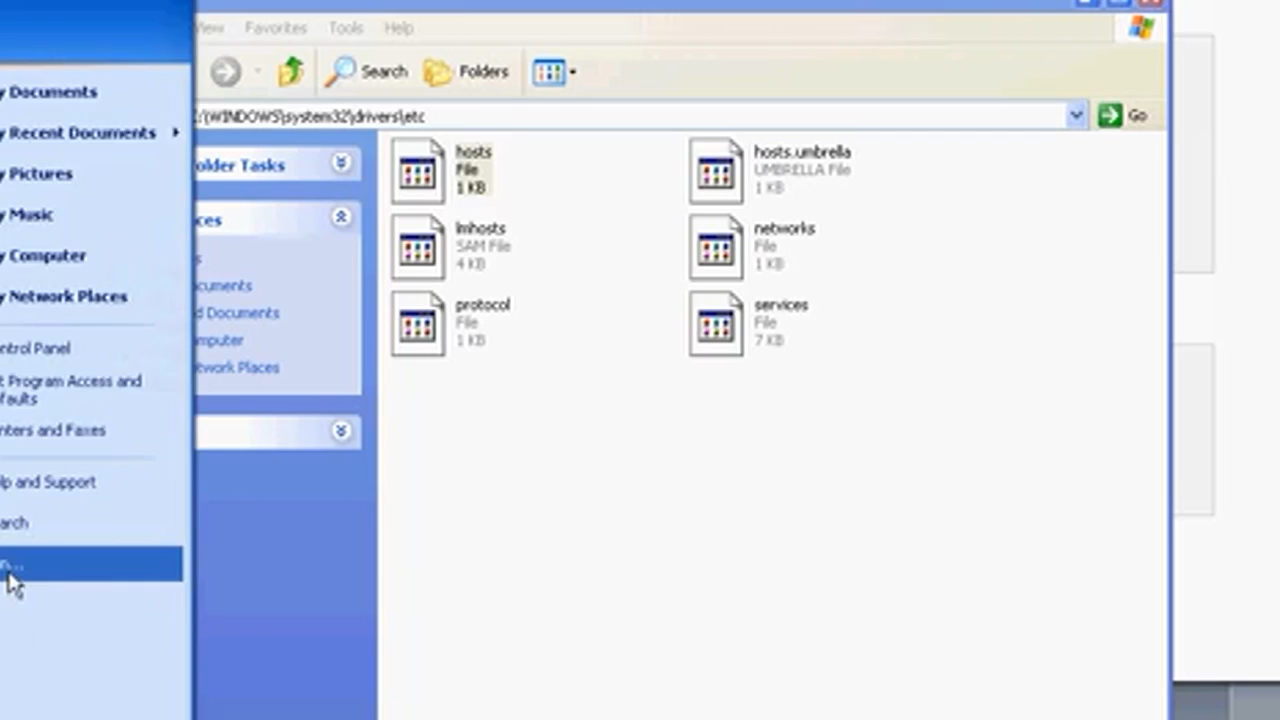 View Favorites Tools Help
Search Folders
:\WINDOWS\system32\drivers\etc Go
y Documents
y Recent Documents
y Pictures
y Music
y Computer
y Network Places
ntrol Panel
t Program Access and
faults
nters and Faxes
lp and Support
arch
n...
older Tasks
ces
s
cuments
d Documents
mputer
twork Places
hosts
File
1 KB
hosts.umbrella
UMBRELLA File
1 KB
lmhosts
SAM File
4 KB
networks
File
1 KB
protocol
File
1 KB
services
File
7 KB